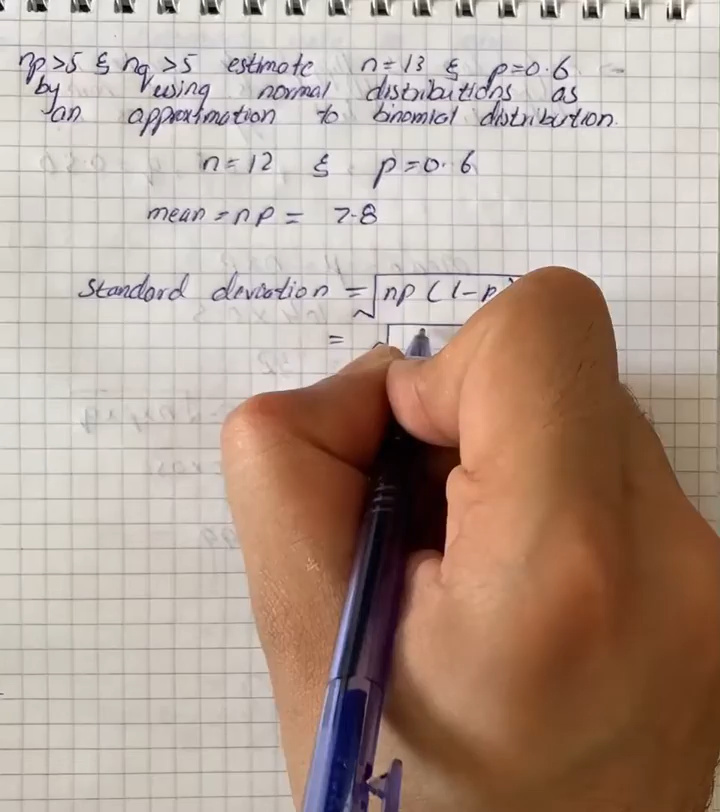 np>5 & nq >5 estimate n=13 & p=0.6
by using normal distributions as
an approximation to binomial distribution.
n=12 & p=0.6
mean = np = 7.8
Standard deviation = √np (1-p)
=